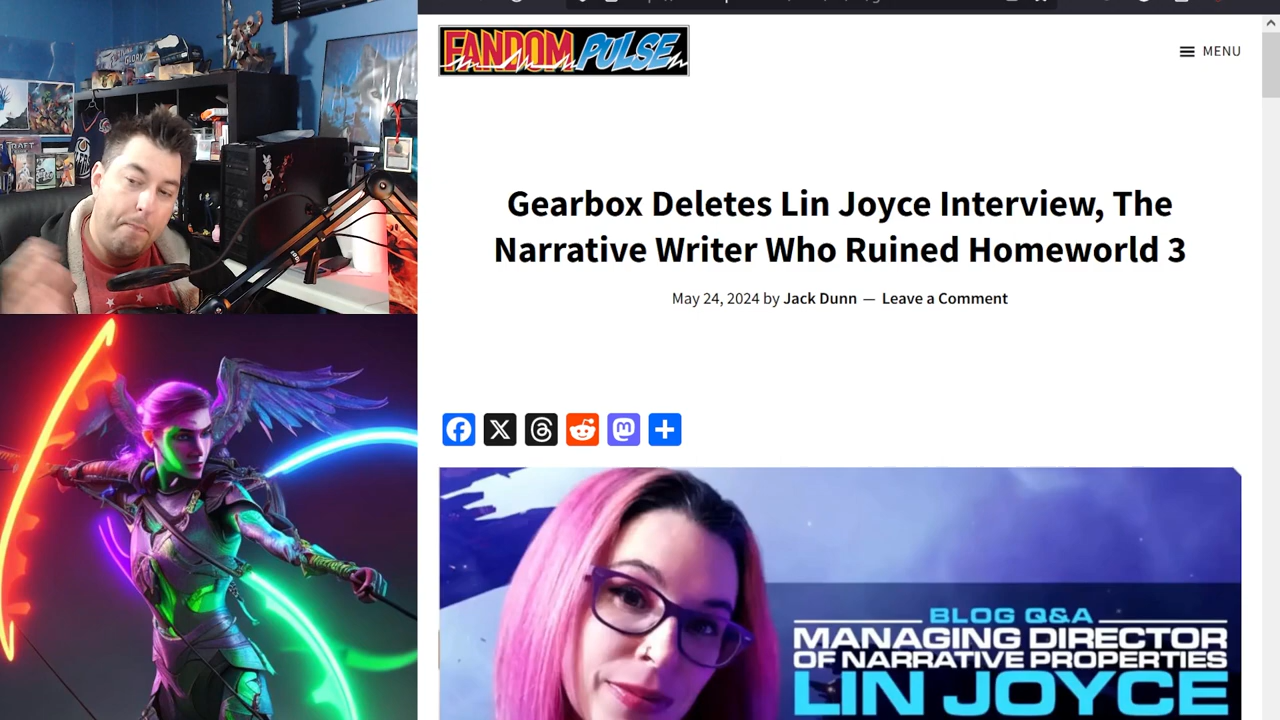 FANDOM PULSE
MENU
Gearbox Deletes Lin Joyce Interview, The
Narrative Writer Who Ruined Homeworld 3
May 24, 2024 by Jack Dunn — Leave a Comment
BLOG Q&A
MANAGING DIRECTOR
OF NARRATIVE PROPERTIES
LIN JOYCE